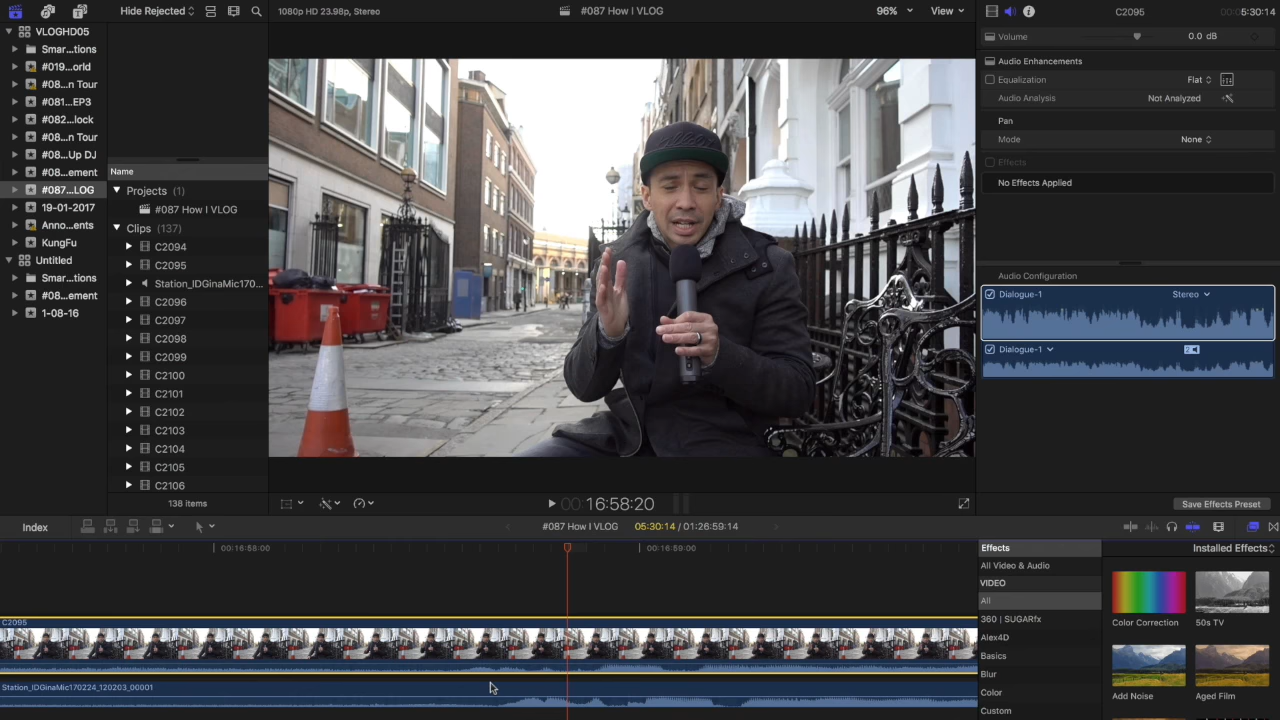 Hide Rejected
1080p HD 23.98p, Stereo
#087 How I VLOG
96%
View
C2095
00:00:05:30:14
VLOGHD05
Smar...tions
#019...orld
#08...n Tour
#081...EP3
#082...lock
#08...n Tour
#08...Up DJ
#08...ement
#087...LOG
19-01-2017
Anno...ents
KungFu
Untitled
Smar...tions
#08...ement
1-08-16
Name
Projects (1)
#087 How I VLOG
Clips (137)
C2094
C2095
Station_IDGinaMic170...
C2096
C2097
C2098
C2099
C2100
C2101
C2102
C2103
C2104
C2105
C2106
138 items
00 16:58:20
Volume
0.0 dB
Audio Enhancements
Equalization
Flat
Audio Analysis
Not Analyzed
Pan
Mode
None
Effects
No Effects Applied
Audio Configuration
Dialogue-1
Stereo
Dialogue-1
2
Save Effects Preset
Index
#087 How I VLOG
05:30:14 / 01:26:59:14
00:16:58:00
00:16:59:00
C2095
Station_IDGinaMic170224_120203_00001
Effects
Installed Effects
All Video & Audio
VIDEO
All
360 | SUGARfx
Alex4D
Basics
Blur
Color
Custom
Color Correction
50s TV
Add Noise
Aged Film